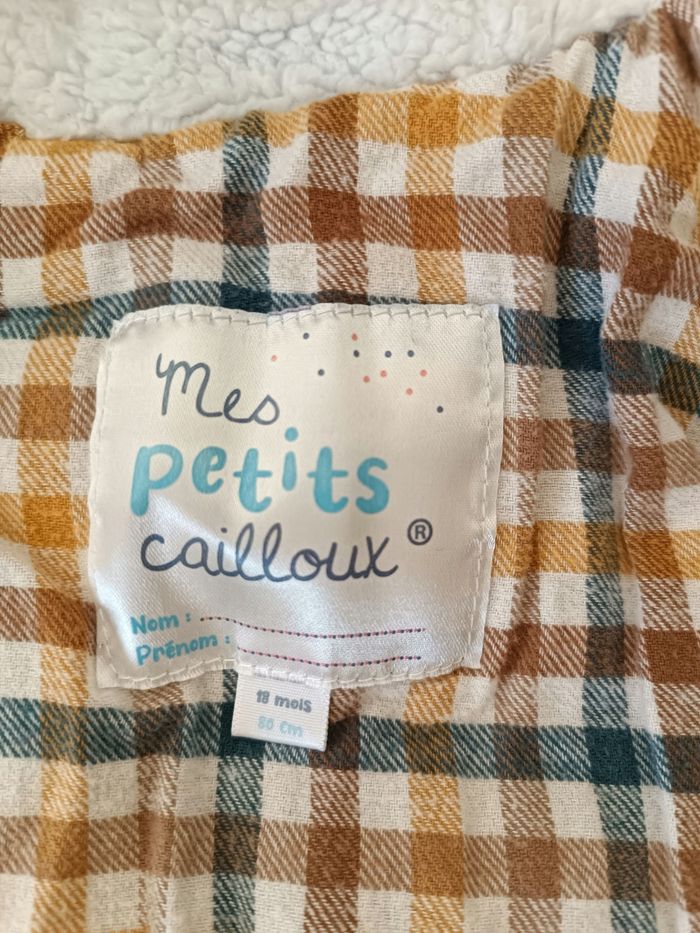 Mes
petits
cailloux®
Nom :
Prénom :
18 mois
80 cm